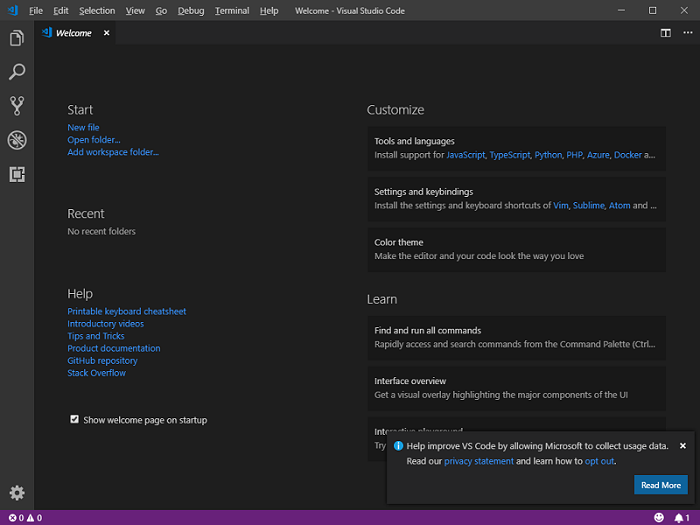 File Edit Selection View Go Debug Terminal Help Welcome - Visual Studio Code
Welcome
Start
New file
Open folder...
Add workspace folder...
Recent
No recent folders
Help
Printable keyboard cheatsheet
Introductory videos
Tips and Tricks
Product documentation
GitHub repository
Stack Overflow
Show welcome page on startup
Customize
Tools and languages
Install support for JavaScript, TypeScript, Python, PHP, Azure, Docker a...
Settings and keybindings
Install the settings and keyboard shortcuts of Vim, Sublime, Atom and ...
Color theme
Make the editor and your code look the way you love
Learn
Find and run all commands
Rapidly access and search commands from the Command Palette (Ctrl...
Interface overview
Get a visual overlay highlighting the major components of the UI
Interactive playground
Try
Help improve VS Code by allowing Microsoft to collect usage data.
Read our privacy statement and learn how to opt out.
Read More
0 0 1